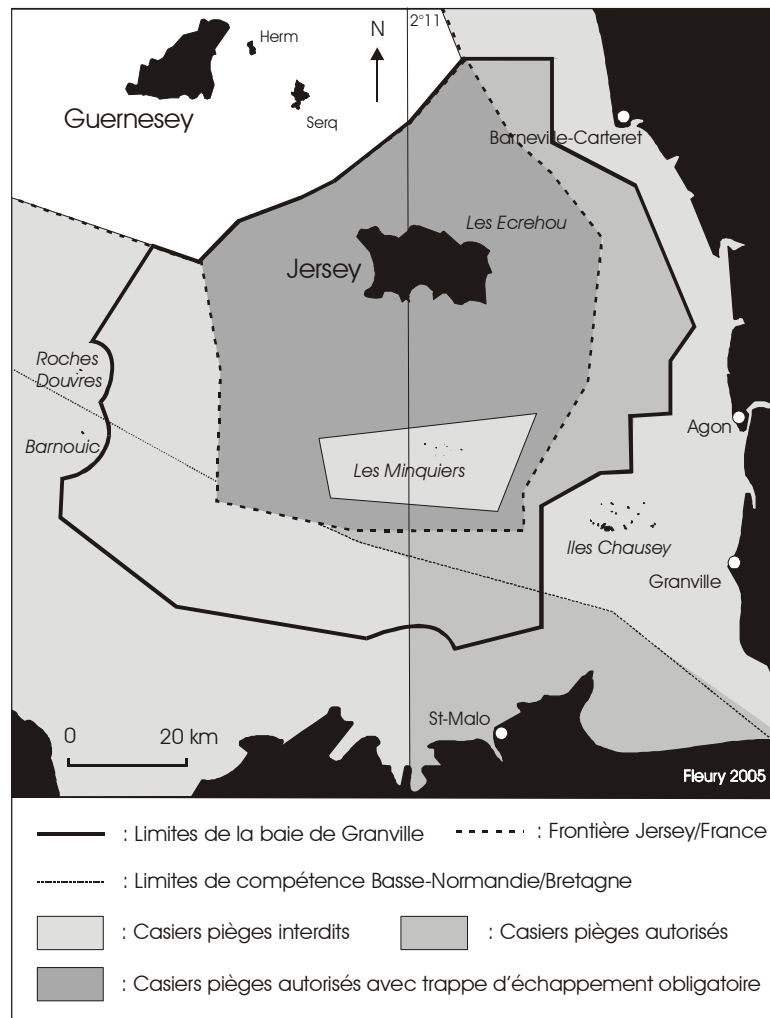 2°11
Herm
N
Guernesey
Serq
Barneville-Carteret
Les Ecrehou
Jersey
Roches
Douvres
Agon
Barnouic
Les Minquiers
Iles Chausey
Granville
St-Malo
0 20 km
Fleury 2005
: Limites de la baie de Granville
: Frontière Jersey/France
: Limites de compétence Basse-Normandie/Bretagne
: Casiers pièges interdits
: Casiers pièges autorisés
: Casiers pièges autorisés avec trappe d'échappement obligatoire